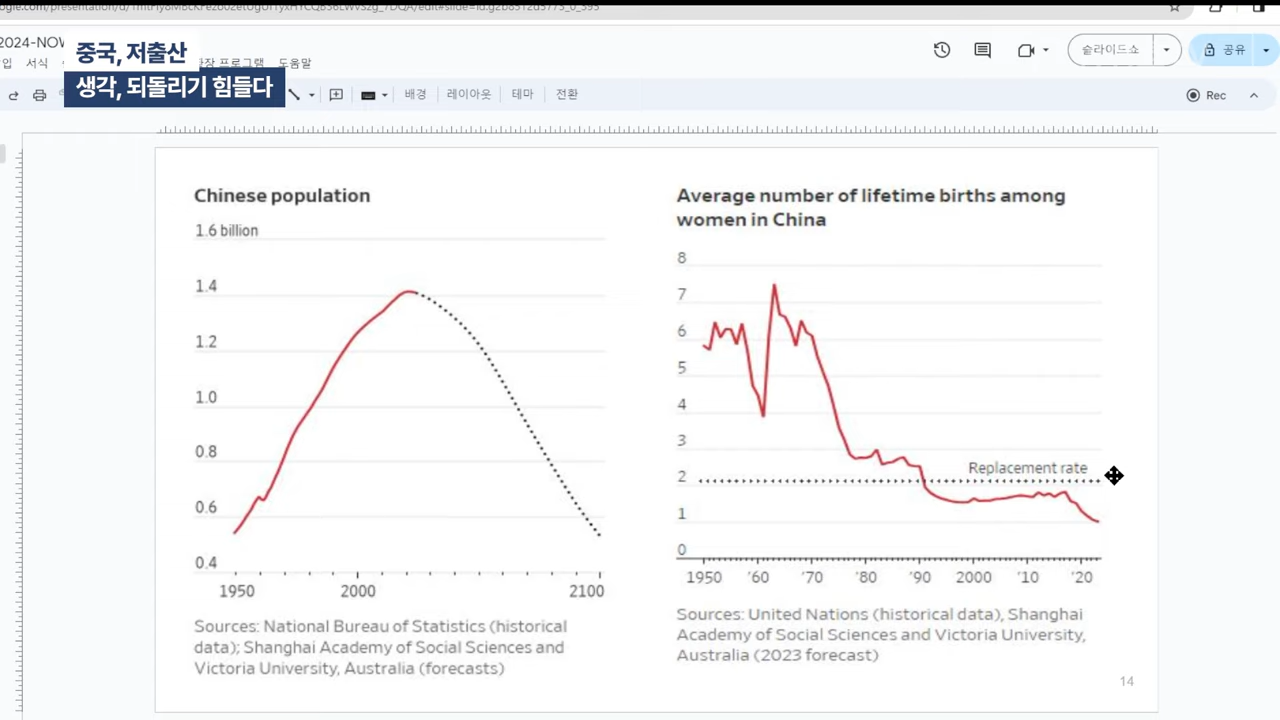 2024-NOV
중국, 저출산
생각, 되돌리기 힘들다
서식
프로그램
도움말
슬라이드쇼
공유
배경
레이아웃
테마
전환
Rec
Chinese population
1.6 billion
1.4
1.2
1.0
0.8
0.6
0.4
1950 2000 2100
Sources: National Bureau of Statistics (historical
data); Shanghai Academy of Social Sciences and
Victoria University, Australia (forecasts)
Average number of lifetime births among
women in China
8
7
6
5
4
3
Replacement rate
2
1
0
1950 ’60 ’70 ’80 ’90 2000 ’10 ’20
Sources: United Nations (historical data), Shanghai
Academy of Social Sciences and Victoria University,
Australia (2023 forecast)
14